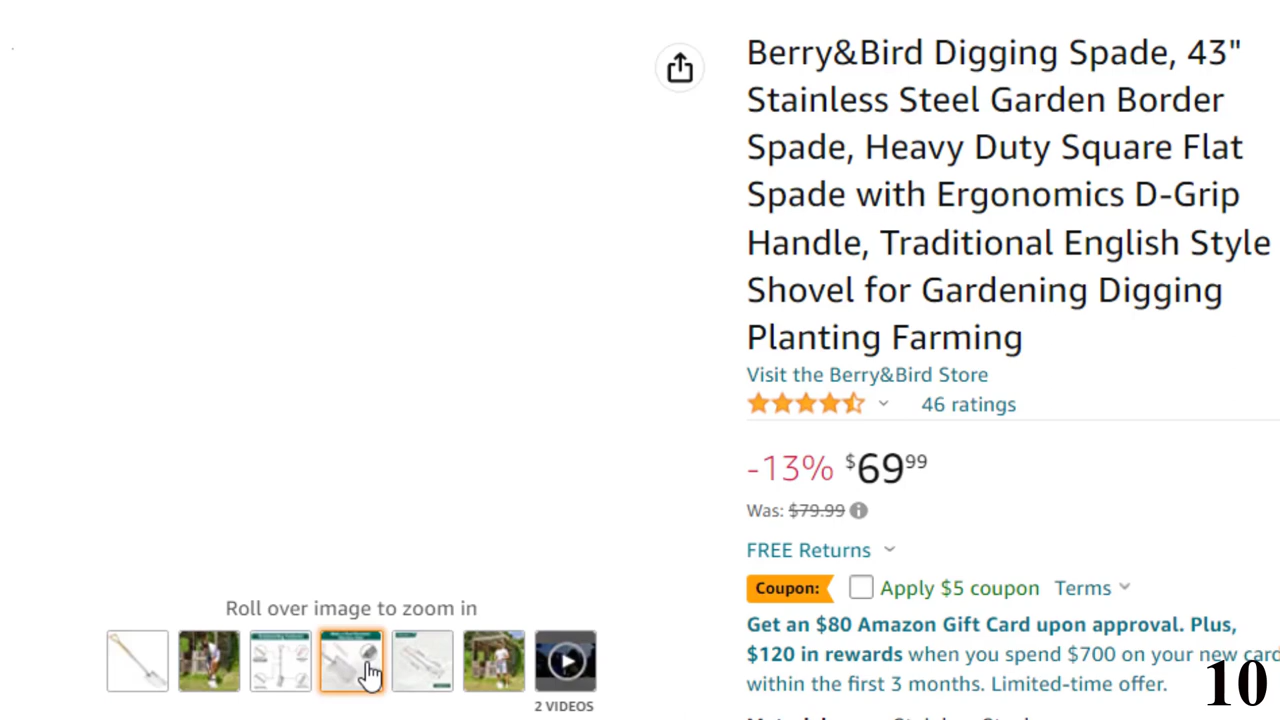 Berry&Bird Digging Spade, 43"
Stainless Steel Garden Border
Spade, Heavy Duty Square Flat
Spade with Ergonomics D-Grip
Handle, Traditional English Style
Shovel for Gardening Digging
Planting Farming
Visit the Berry&Bird Store
46 ratings
-13% $69 99
Was: $79.99
FREE Returns
Coupon: Apply $5 coupon Terms
Get an $80 Amazon Gift Card upon approval. Plus,
$120 in rewards when you spend $700 on your new card
within the first 3 months. Limited-time offer.
Roll over image to zoom in
2 VIDEOS
10